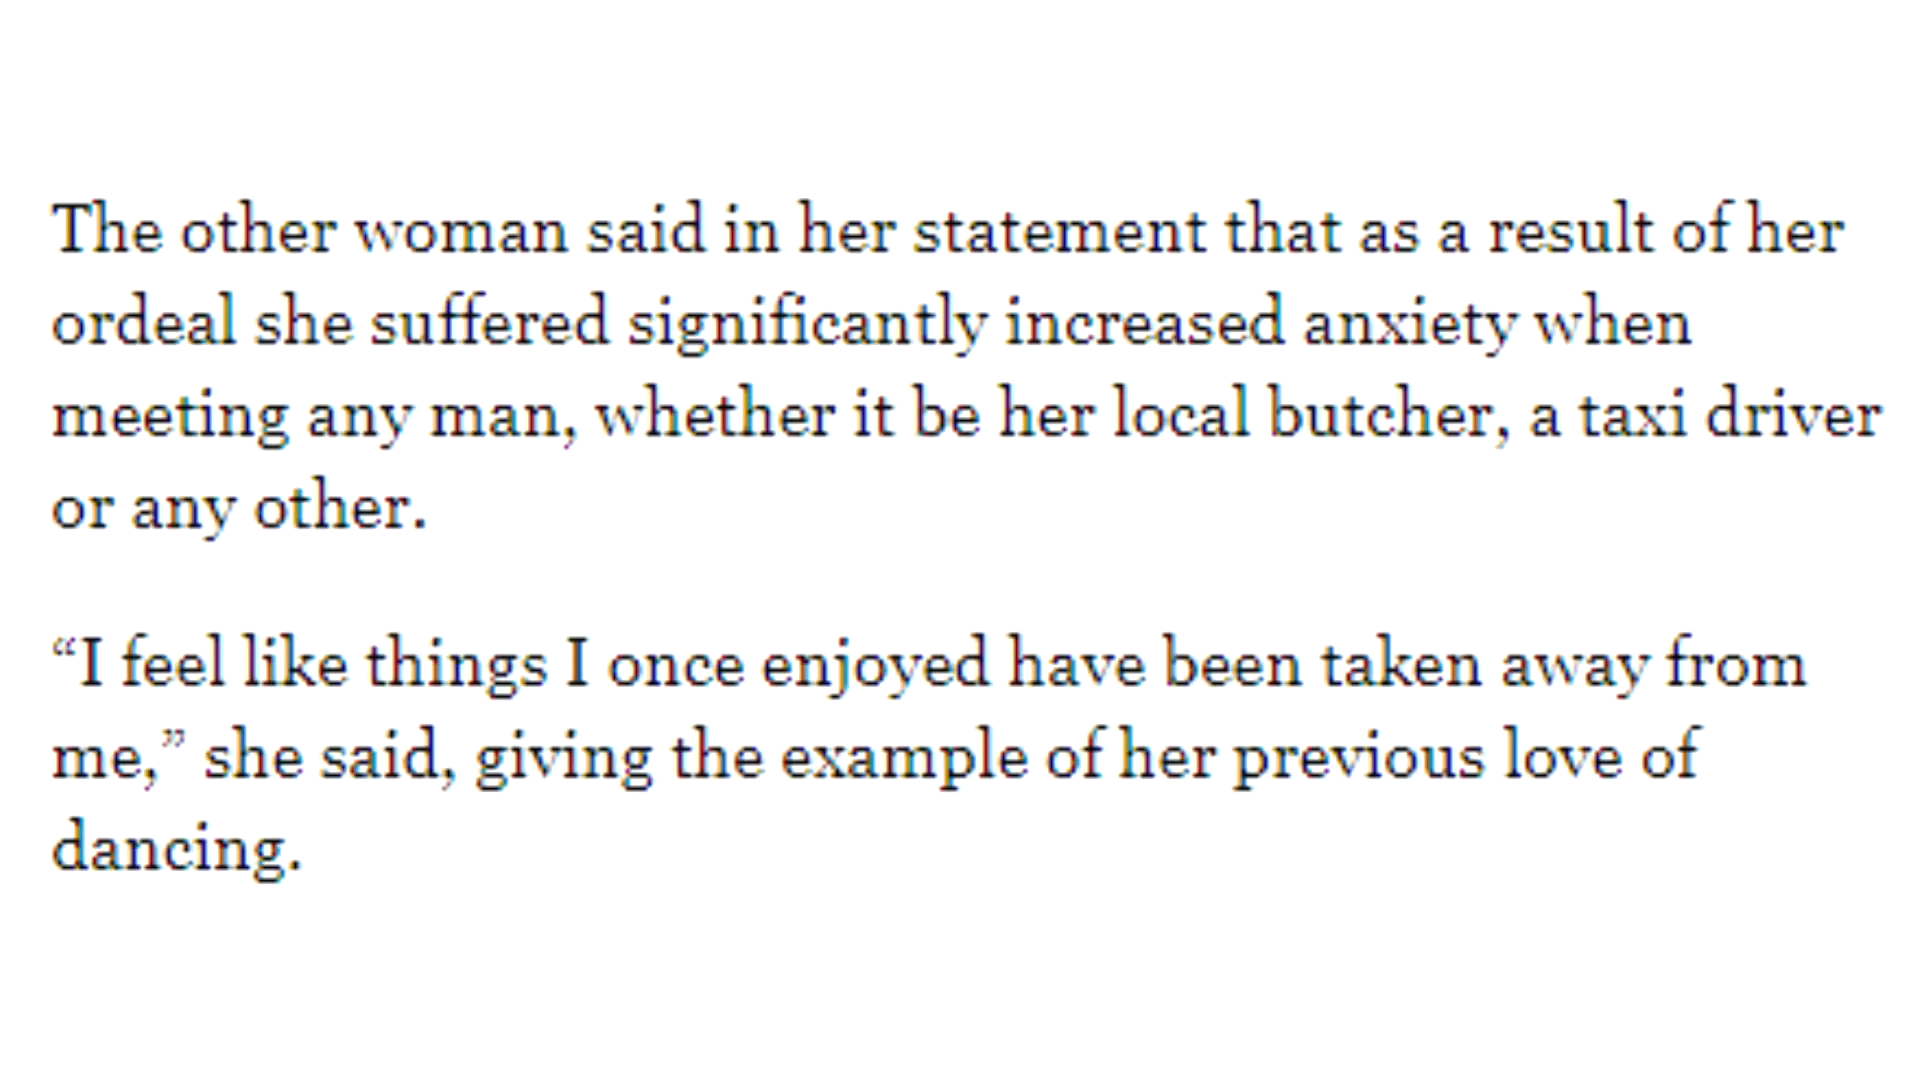 The other woman said in her statement that as a result of her
ordeal she suffered significantly increased anxiety when
meeting any man, whether it be her local butcher, a taxi driver
or any other.
“I feel like things I once enjoyed have been taken away from
me,” she said, giving the example of her previous love of
dancing.